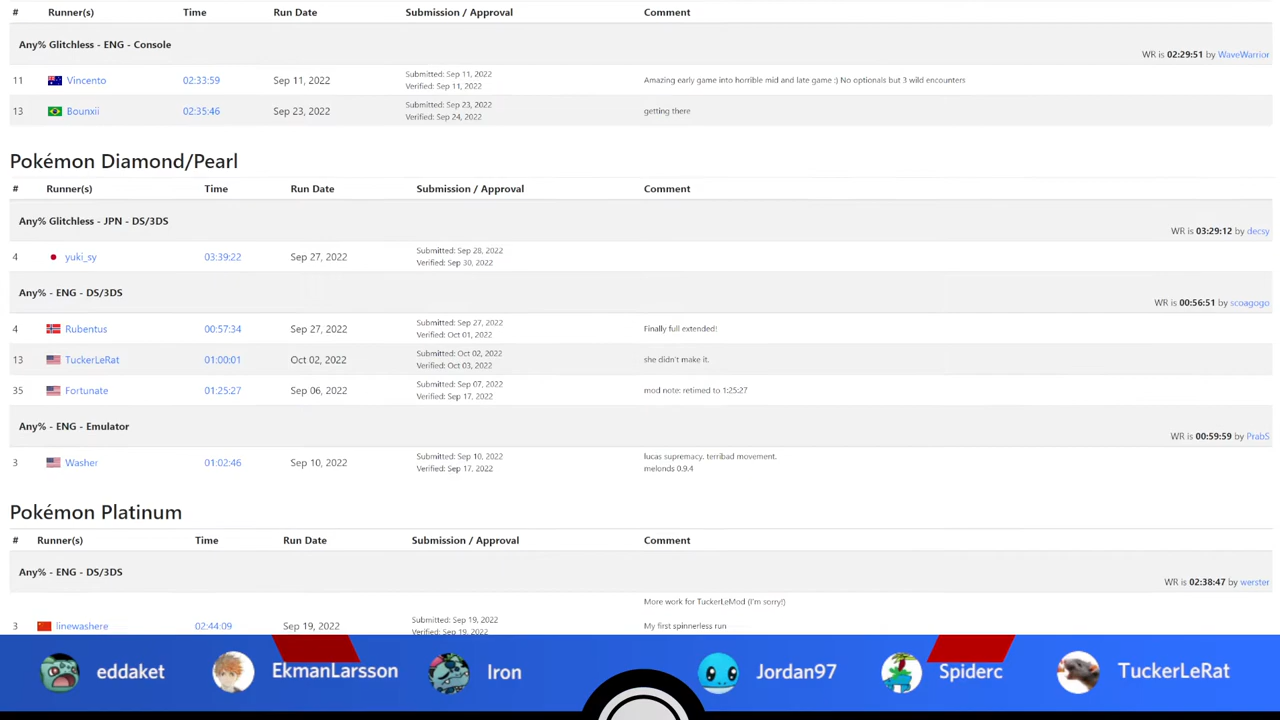 # Runner(s) Time Run Date Submission / Approval Comment
Any% Glitchless - ENG - Console
WR is 02:29:51 by WaveWarrior
11 Vincento 02:33:59 Sep 11, 2022 Submitted: Sep 11, 2022 Verified: Sep 11, 2022 Amazing early game into horrible mid and late game :) No optionals but 3 wild encounters
13 Bounxii 02:35:46 Sep 23, 2022 Submitted: Sep 23, 2022 Verified: Sep 24, 2022 getting there
Pokémon Diamond/Pearl
# Runner(s) Time Run Date Submission / Approval Comment
Any% Glitchless - JPN - DS/3DS
WR is 03:29:12 by decsy
4 yuki_sy 03:39:22 Sep 27, 2022 Submitted: Sep 28, 2022 Verified: Sep 30, 2022
Any% - ENG - DS/3DS
WR is 00:56:51 by scoagogo
4 Rubentus 00:57:34 Sep 27, 2022 Submitted: Sep 27, 2022 Verified: Oct 01, 2022 Finally full extended!
13 TuckerLeRat 01:00:01 Oct 02, 2022 Submitted: Oct 02, 2022 Verified: Oct 03, 2022 she didn't make it.
35 Fortunate 01:25:27 Sep 06, 2022 Submitted: Sep 07, 2022 Verified: Sep 17, 2022 mod note: retimed to 1:25:27
Any% - ENG - Emulator
WR is 00:59:59 by PrabS
3 Washer 01:02:46 Sep 10, 2022 Submitted: Sep 10, 2022 Verified: Sep 17, 2022 lucas supremacy. terribad movement. melonds 0.9.4
Pokémon Platinum
# Runner(s) Time Run Date Submission / Approval Comment
Any% - ENG - DS/3DS
WR is 02:38:47 by werster
More work for TuckerLeMod (I'm sorry!)
3 linewashere 02:44:09 Sep 19, 2022 Submitted: Sep 19, 2022 Verified: Sep 19, 2022 My first spinnerless run
eddaket EkmanLarsson Iron Jordan97 Spiderc TuckerLeRat